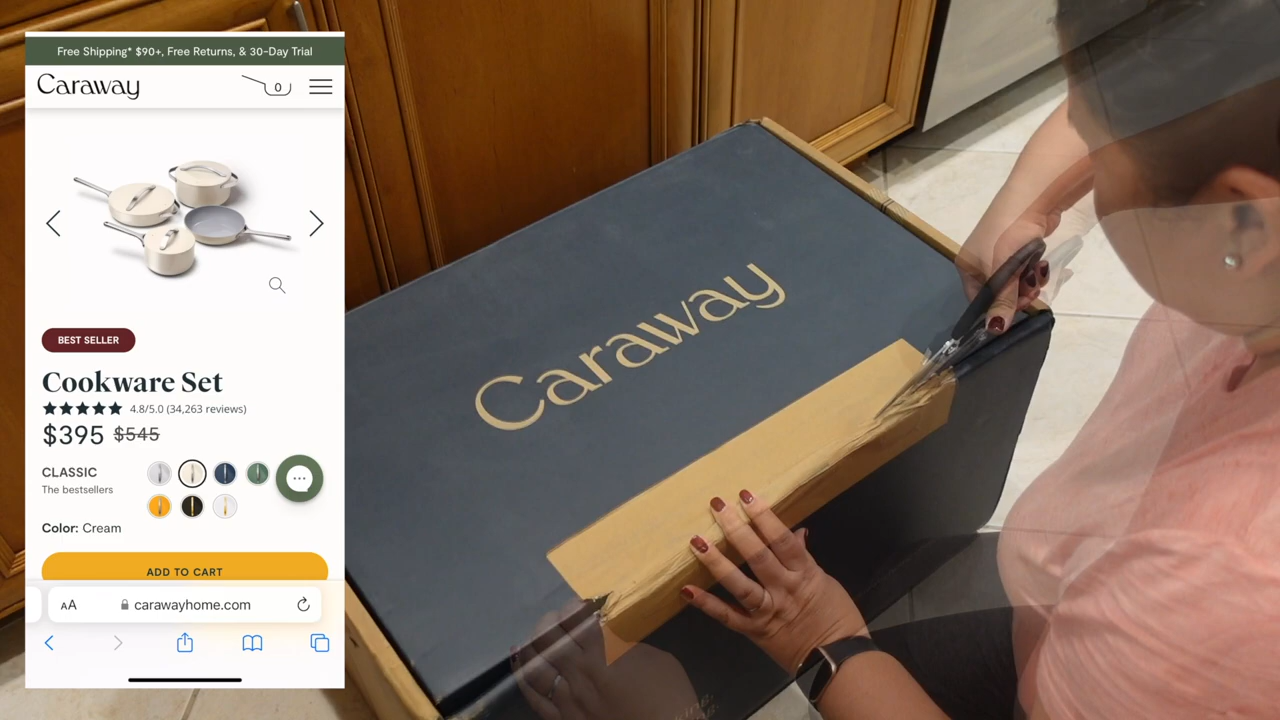 Free Shipping* $90+, Free Returns, & 30-Day Trial
Caraway
0
BEST SELLER
Cookware Set
4.8/5.0 (34,263 reviews)
$395 $545
CLASSIC
The bestsellers
Color: Cream
ADD TO CART
AA carawayhome.com
Caraway